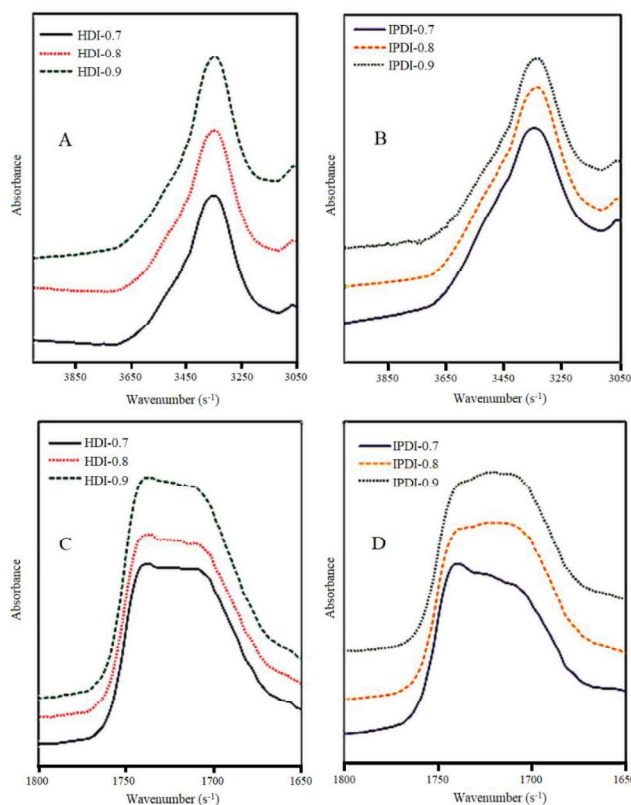 HDI-0.7
HDI-0.8
HDI-0.9
A
Absorbance
3850 3650 3450 3250 3050
Wavenumber (s-1)
IPDI-0.7
IPDI-0.8
IPDI-0.9
B
Absorbance
3850 3650 3450 3250 3050
Wavenumber (s-1)
HDI-0.7
HDI-0.8
HDI-0.9
C
Absorbance
1800 1750 1700 1650
Wavenumber (s-1)
IPDI-0.7
IPDI-0.8
IPDI-0.9
D
Absorbance
1800 1750 1700 1650
Wavenumber (s-1)